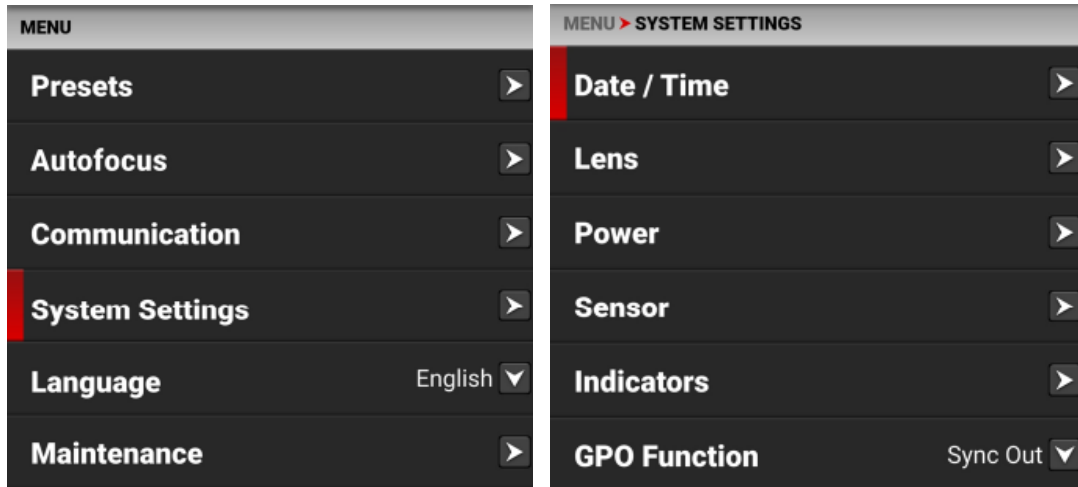 MENU
Presets
Autofocus
Communication
System Settings
Language English
Maintenance
MENU > SYSTEM SETTINGS
Date / Time
Lens
Power
Sensor
Indicators
GPO Function Sync Out